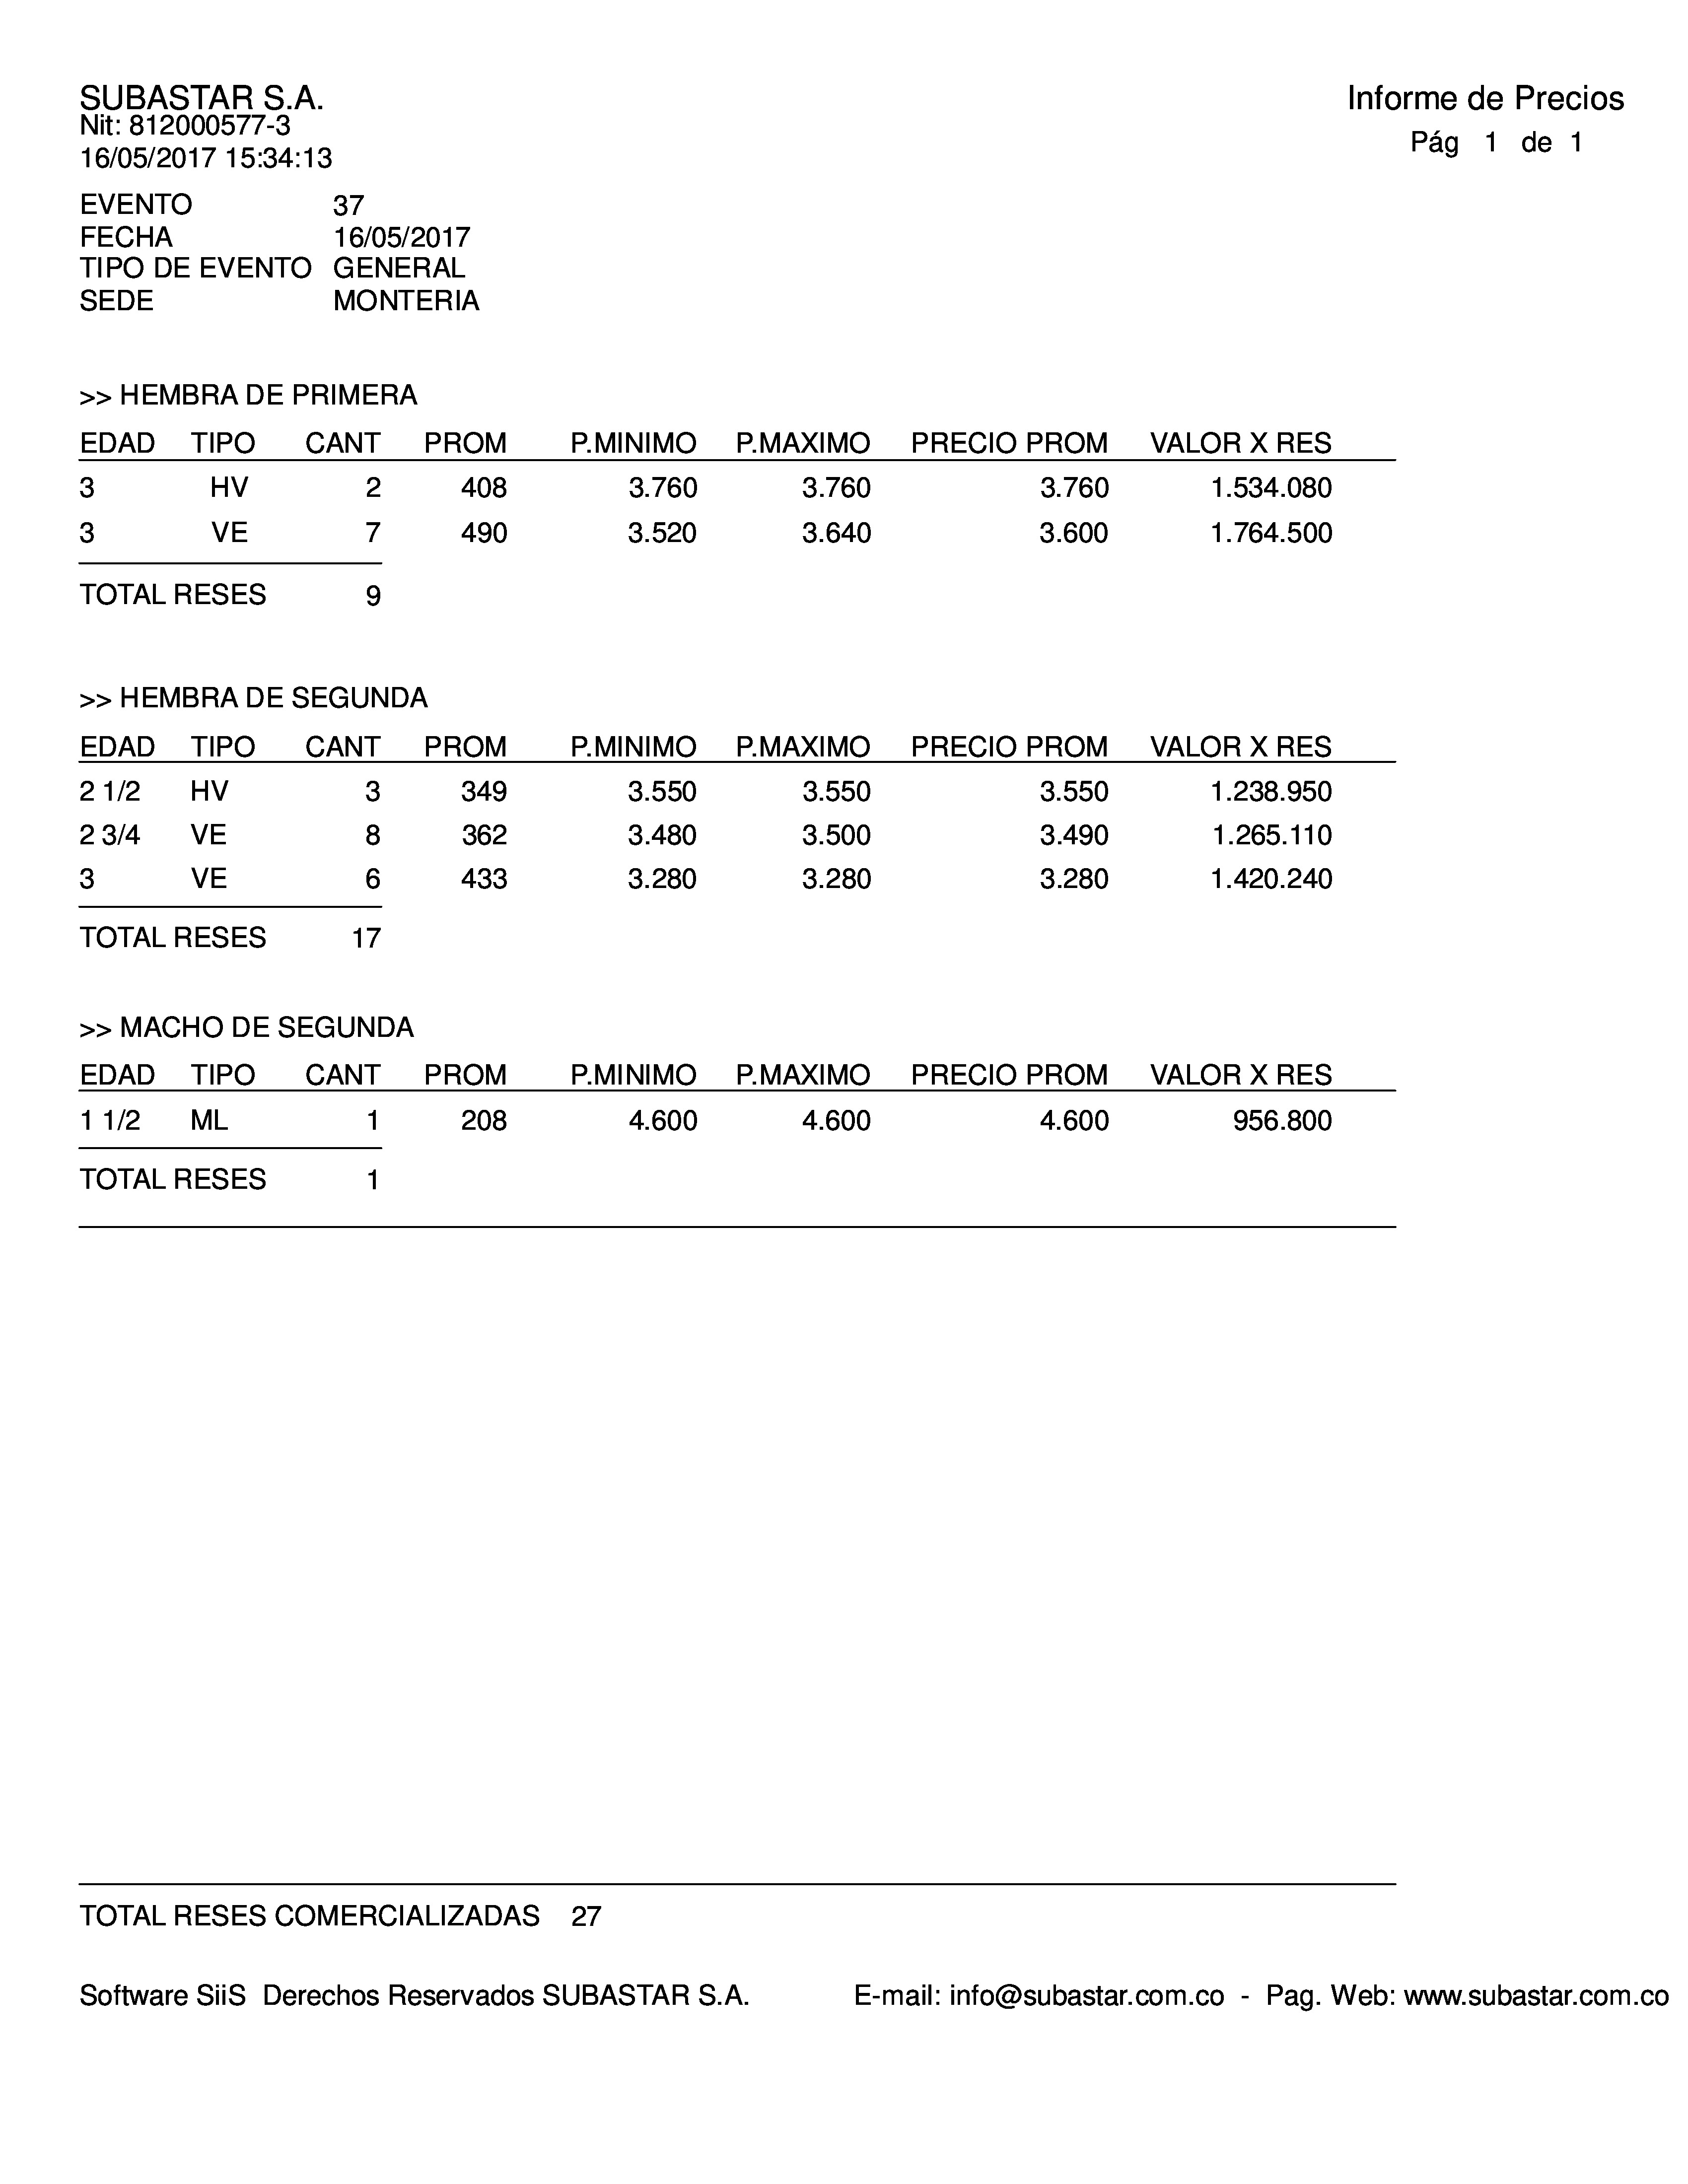 SUBASTAR S.A.
Informe de Precios
Nit: 812000577-3
Pág 1 de 1
16/05/2017 15:34:13
EVENTO 37
FECHA 16/05/2017
TIPO DE EVENTO GENERAL
SEDE MONTERIA
>> HEMBRA DE PRIMERA
EDAD TIPO CANT PROM P.MINIMO P.MAXIMO PRECIO PROM VALOR X RES
3 HV 2 408 3.760 3.760 3.760 1.534.080
3 VE 7 490 3.520 3.640 3.600 1.764.500
TOTAL RESES 9
>> HEMBRA DE SEGUNDA
EDAD TIPO CANT PROM P.MINIMO P.MAXIMO PRECIO PROM VALOR X RES
2 1/2 HV 3 349 3.550 3.550 3.550 1.238.950
2 3/4 VE 8 362 3.480 3.500 3.490 1.265.110
3 VE 6 433 3.280 3.280 3.280 1.420.240
TOTAL RESES 17
>> MACHO DE SEGUNDA
EDAD TIPO CANT PROM P.MINIMO P.MAXIMO PRECIO PROM VALOR X RES
1 1/2 ML 1 208 4.600 4.600 4.600 956.800
TOTAL RESES 1
TOTAL RESES COMERCIALIZADAS 27
Software SiiS Derechos Reservados SUBASTAR S.A. E-mail: info@subastar.com.co - Pag. Web: www.subastar.com.co